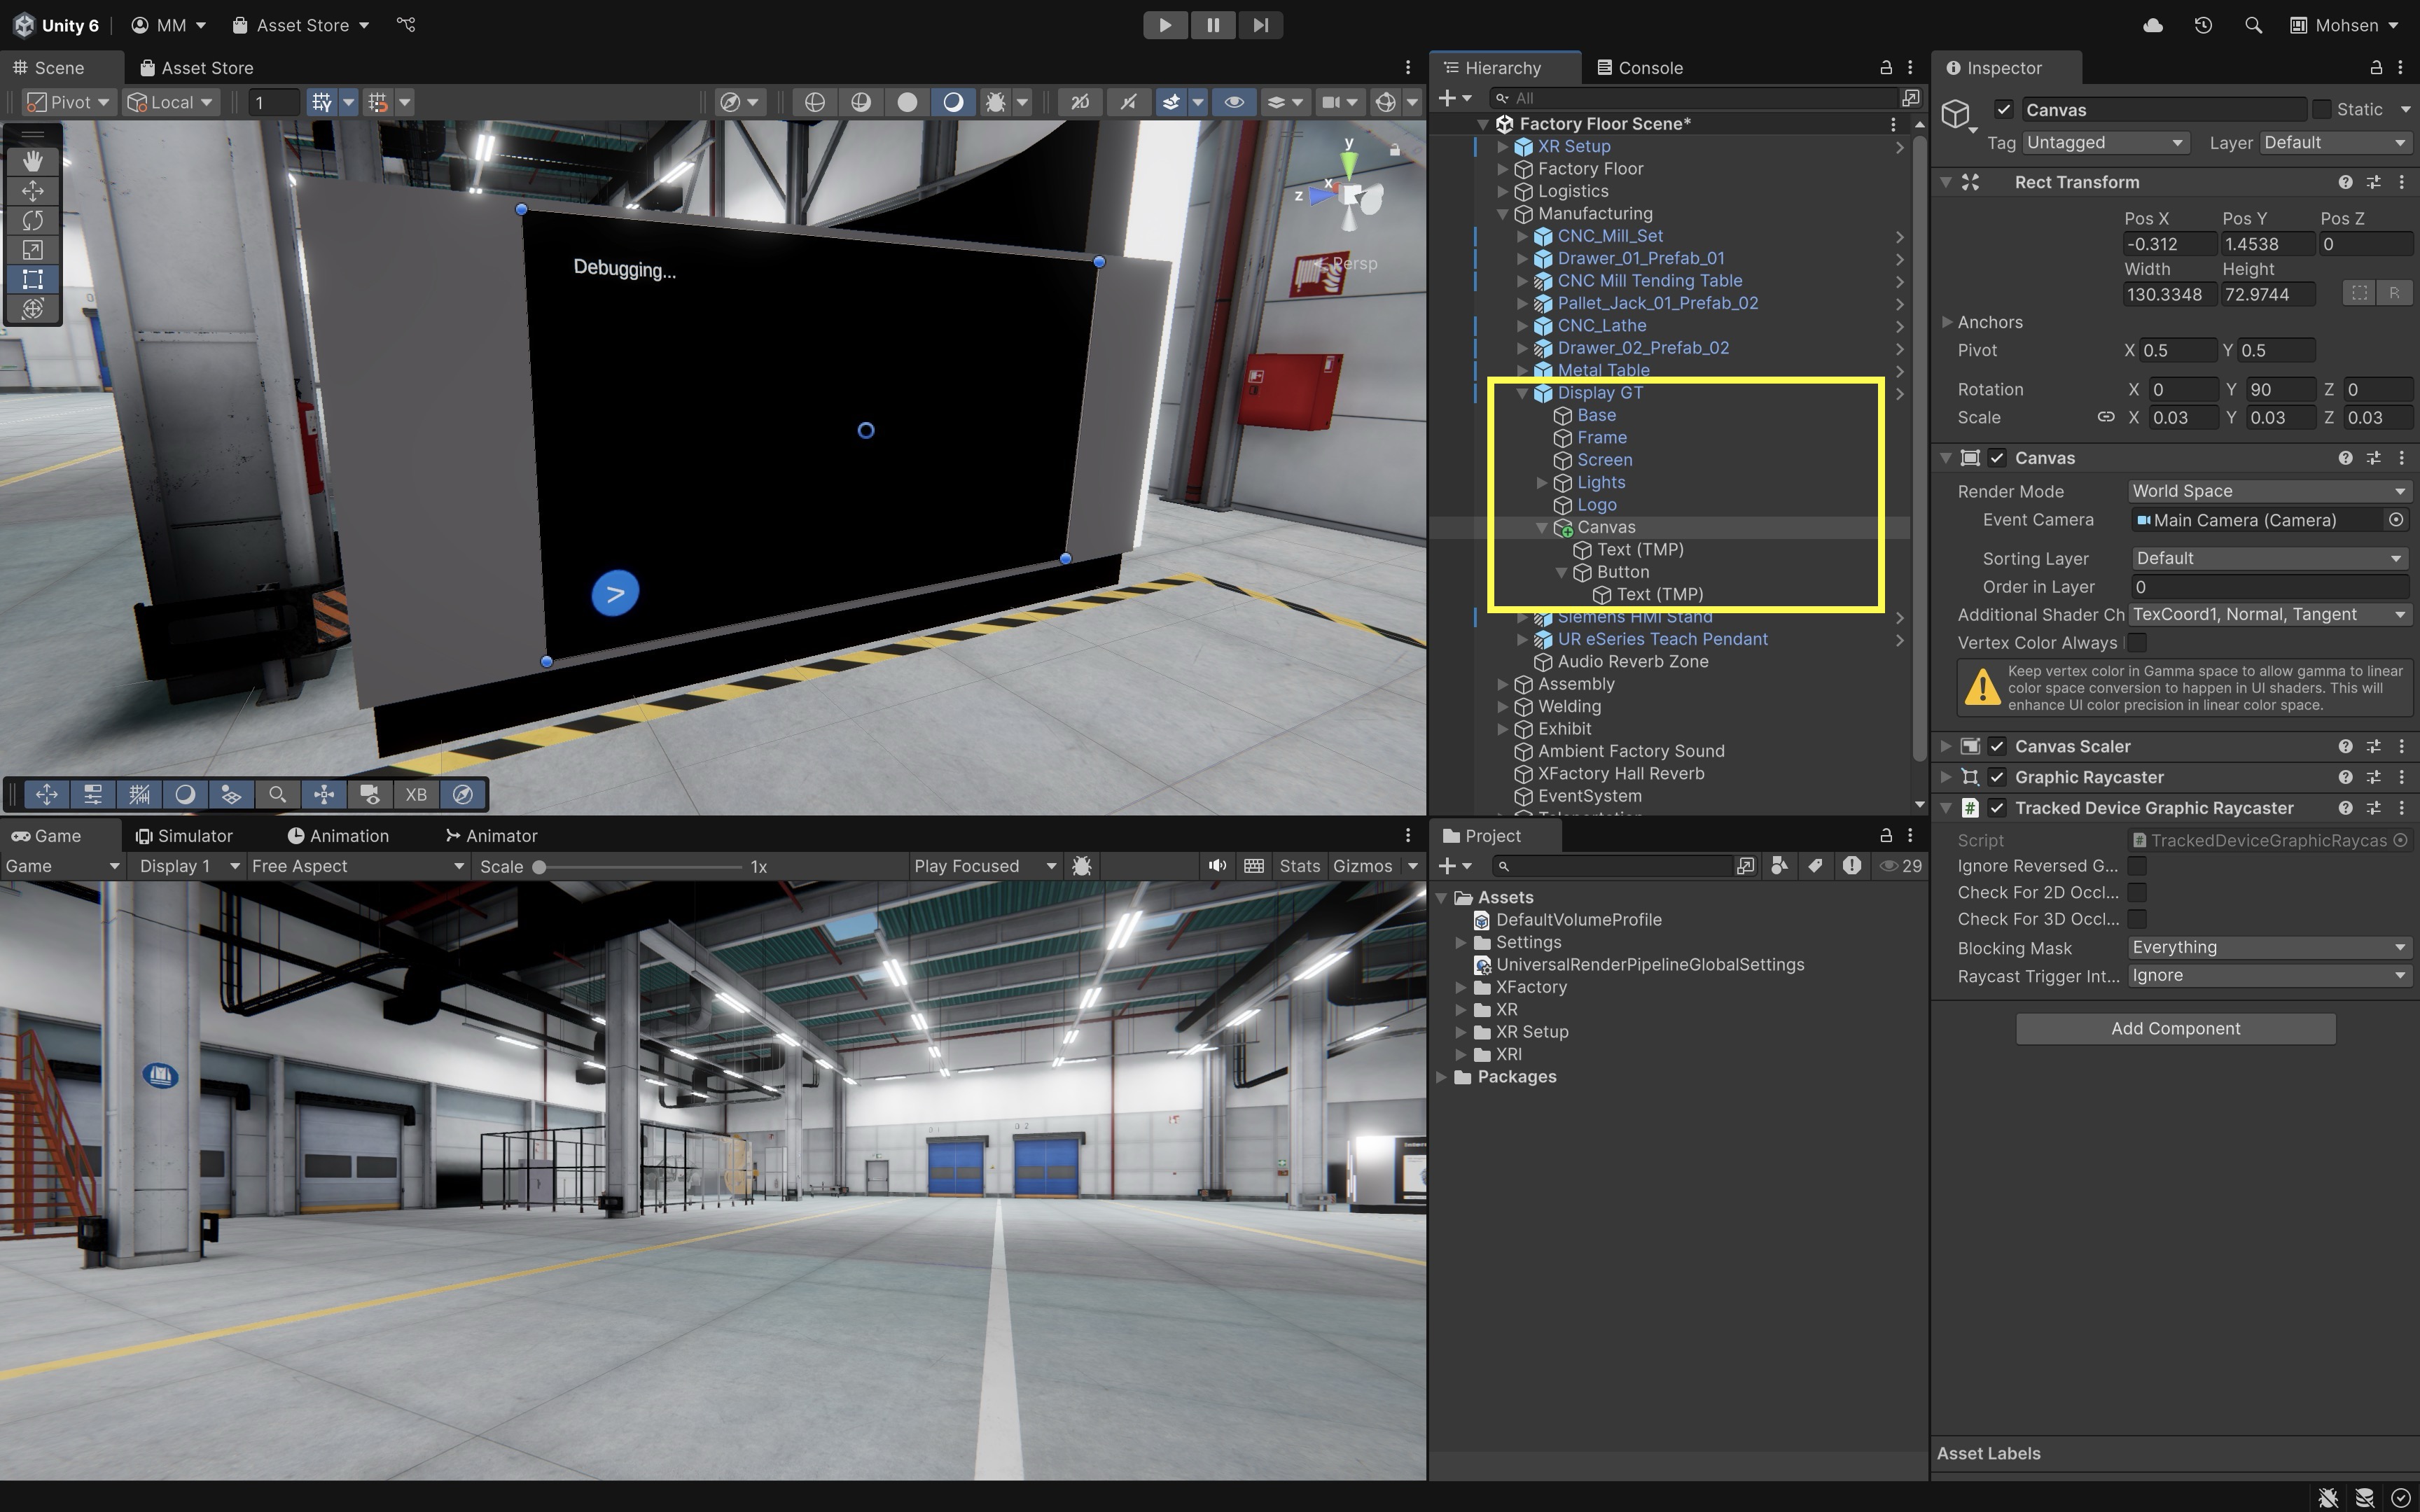 Unity 6
MM
Asset Store
Mohsen
Scene
Asset Store
Pivot
Local
1
2D
y
x
z
Persp
Debugging...
>
XB
Game
Simulator
Animation
Animator
Game
Display 1
Free Aspect
Scale
1x
Play Focused
Stats
Gizmos
Hierarchy
Console
All
Factory Floor Scene*
XR Setup
Factory Floor
Logistics
Manufacturing
CNC_Mill_Set
Drawer_01_Prefab_01
CNC Mill Tending Table
Pallet_Jack_01_Prefab_02
CNC_Lathe
Drawer_02_Prefab_02
Metal Table
Display GT
Base
Frame
Screen
Lights
Logo
Canvas
Text (TMP)
Button
Text (TMP)
Siemens HMI Stand
UR eSeries Teach Pendant
Audio Reverb Zone
Assembly
Welding
Exhibit
Ambient Factory Sound
XFactory Hall Reverb
EventSystem
Project
29
Assets
DefaultVolumeProfile
Settings
UniversalRenderPipelineGlobalSettings
XFactory
XR
XR Setup
XRI
Packages
Inspector
Canvas
Static
Tag Untagged Layer Default
Rect Transform
Pos X Pos Y Pos Z
-0.312 1.4538 0
Width Height
130.3348 72.9744 R
Anchors
Pivot X 0.5 Y 0.5
Rotation X 0 Y 90 Z 0
Scale X 0.03 Y 0.03 Z 0.03
Canvas
Render Mode World Space
Event Camera Main Camera (Camera)
Sorting Layer Default
Order in Layer 0
Additional Shader Ch TexCoord1, Normal, Tangent
Vertex Color Always
Keep vertex color in Gamma space to allow gamma to linear
color space conversion to happen in UI shaders. This will
enhance UI color precision in linear color space.
Canvas Scaler
Graphic Raycaster
Tracked Device Graphic Raycaster
Script TrackedDeviceGraphicRaycas
Ignore Reversed G...
Check For 2D Occl...
Check For 3D Occl...
Blocking Mask Everything
Raycast Trigger Int... Ignore
Add Component
Asset Labels